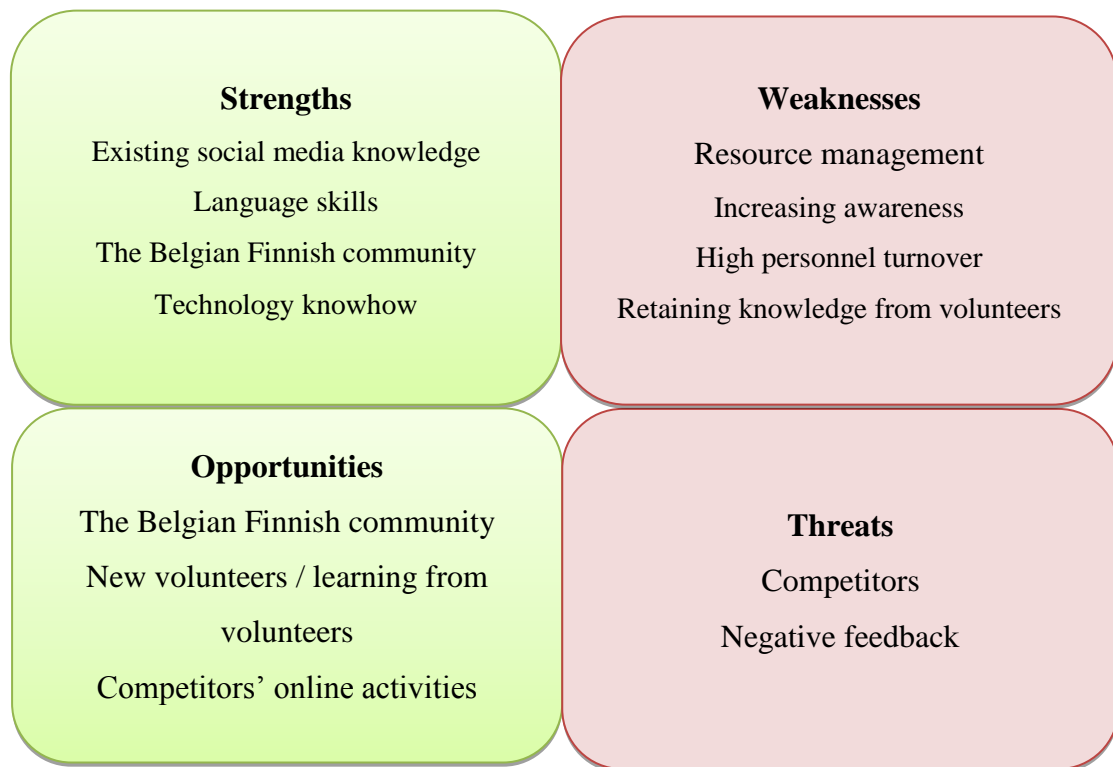 Strengths
Existing social media knowledge
Language skills
The Belgian Finnish community
Technology knowhow
Weaknesses
Resource management
Increasing awareness
High personnel turnover
Retaining knowledge from volunteers
Opportunities
The Belgian Finnish community
New volunteers / learning from
volunteers
Competitors’ online activities
Threats
Competitors
Negative feedback